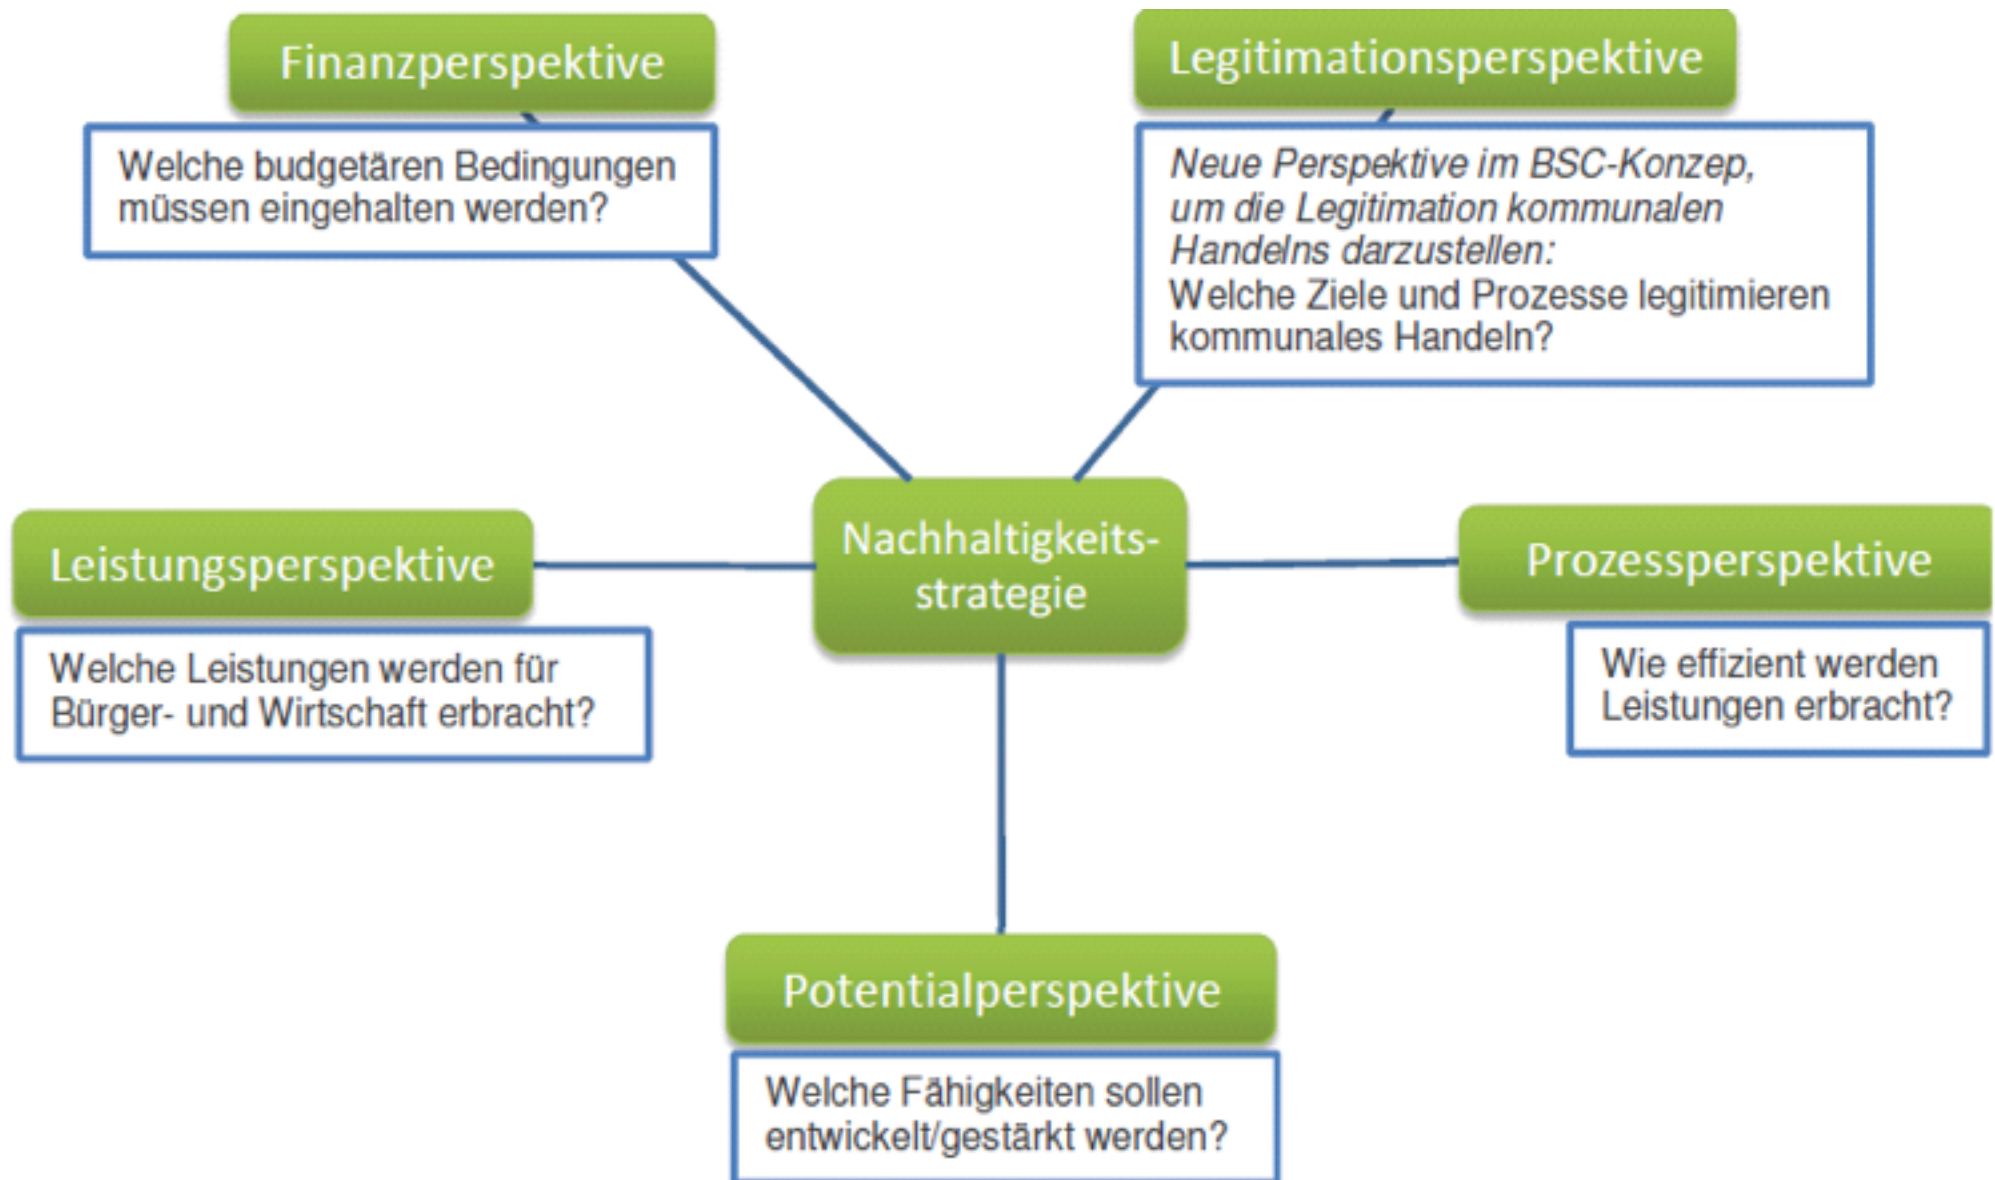 Finanzperspektive
Welche budgetären Bedingungen
müssen eingehalten werden?
Legitimationsperspektive
Neue Perspektive im BSC-Konzep,
um die Legitimation kommunalen
Handelns darzustellen:
Welche Ziele und Prozesse legitimieren
kommunales Handeln?
Nachhaltigkeits-
strategie
Leistungsperspektive
Welche Leistungen werden für
Bürger- und Wirtschaft erbracht?
Prozessperspektive
Wie effizient werden
Leistungen erbracht?
Potentialperspektive
Welche Fähigkeiten sollen
entwickelt/gestärkt werden?